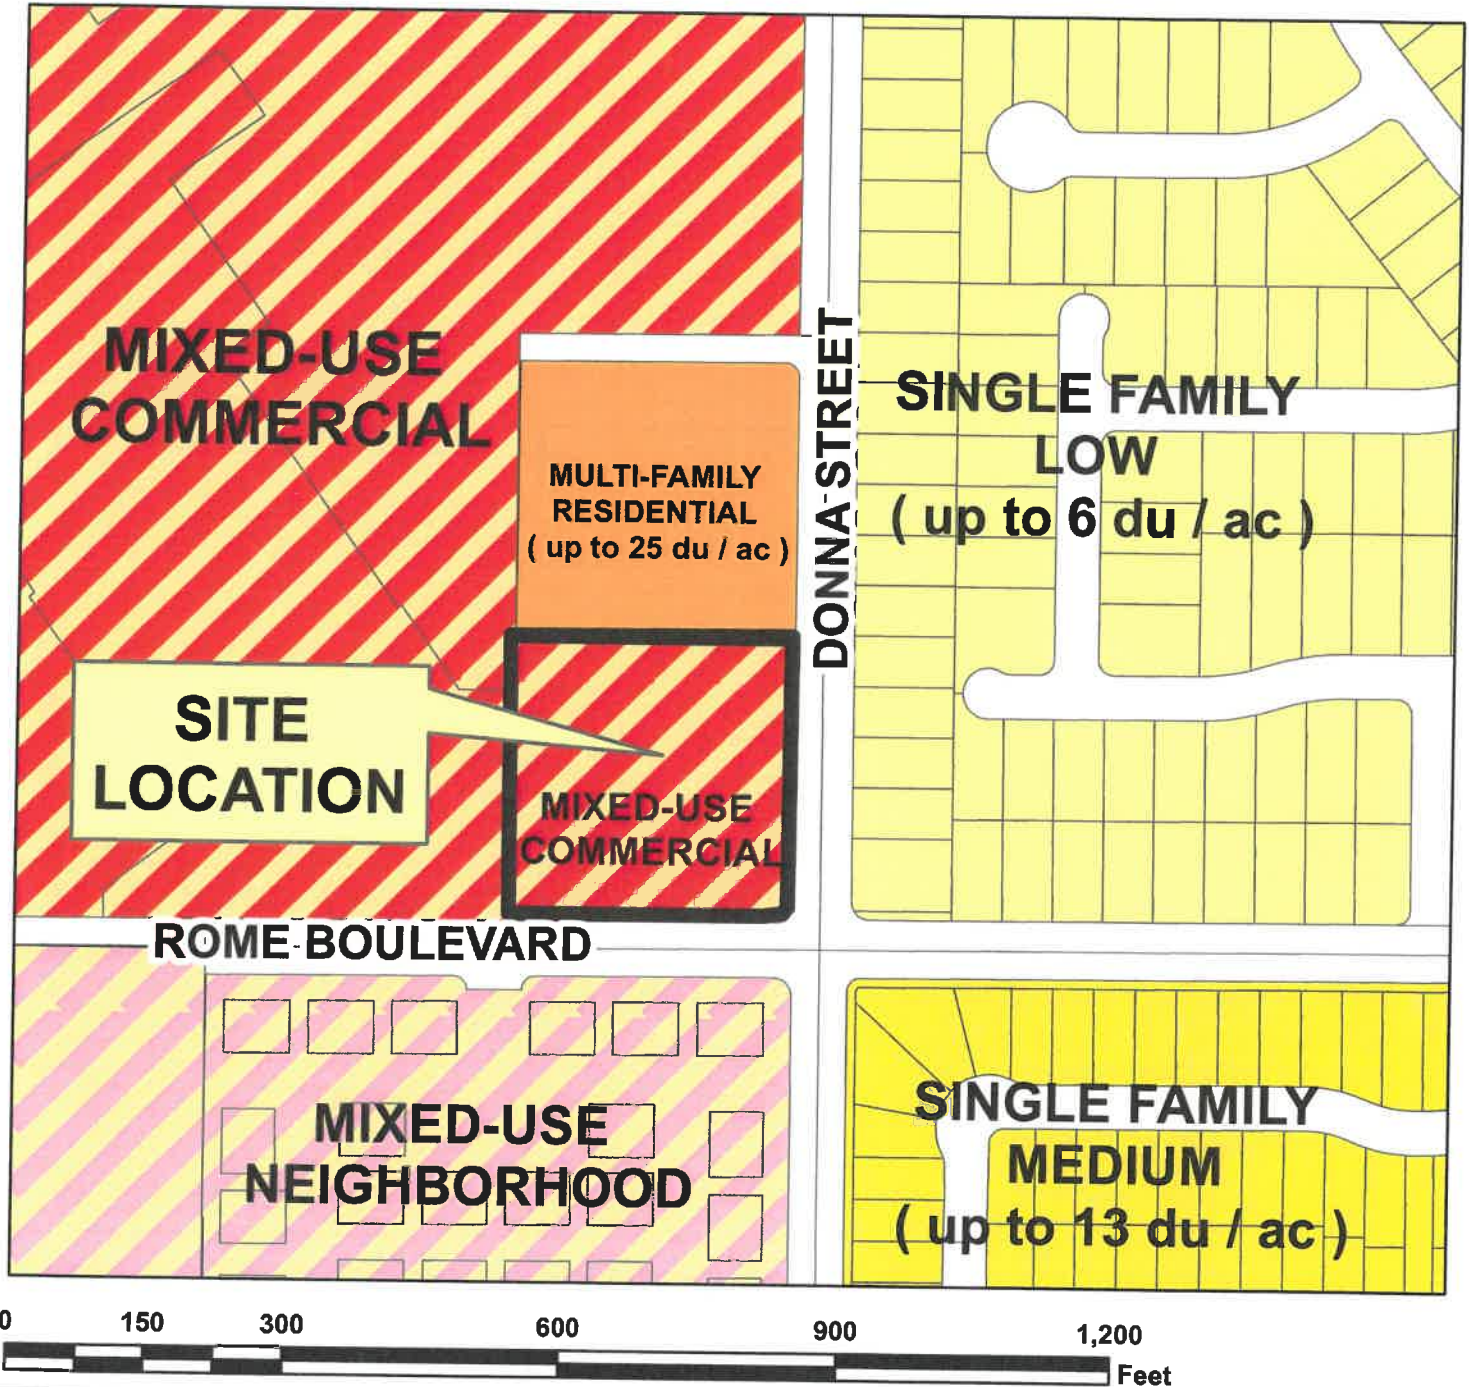 MIXED-USE
COMMERCIAL
MULTI-FAMILY
RESIDENTIAL
( up to 25 du / ac )
DONNA STREET
SINGLE FAMILY
LOW
( up to 6 du / ac )
SITE
LOCATION
MIXED-USE
COMMERCIAL
ROME BOULEVARD
MIXED-USE
NEIGHBORHOOD
SINGLE FAMILY
MEDIUM
( up to 13 du / ac )
0 150 300 600 900 1,200
Feet